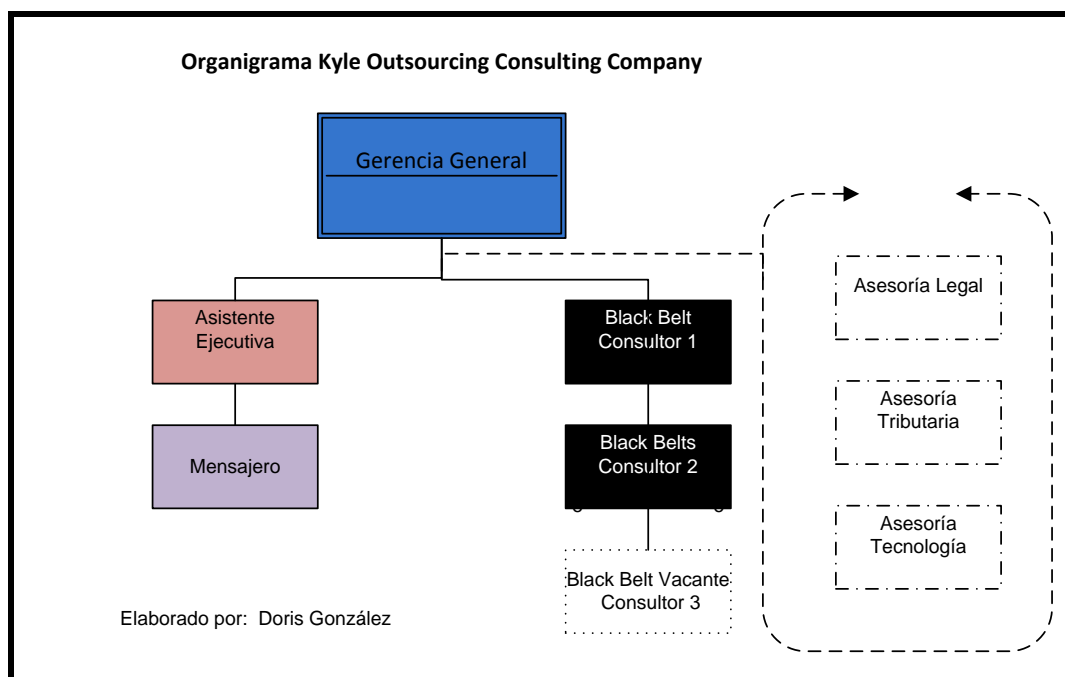 Organigrama Kyle Outsourcing Consulting Company
Gerencia General
Asistente
Ejecutiva
Mensajero
Black Belt
Consultor 1
Black Belts
Consultor 2
Black Belt Vacante
Consultor 3
Asesoría Legal
Asesoría
Tributaria
Asesoría
Tecnología
Elaborado por:  Doris González